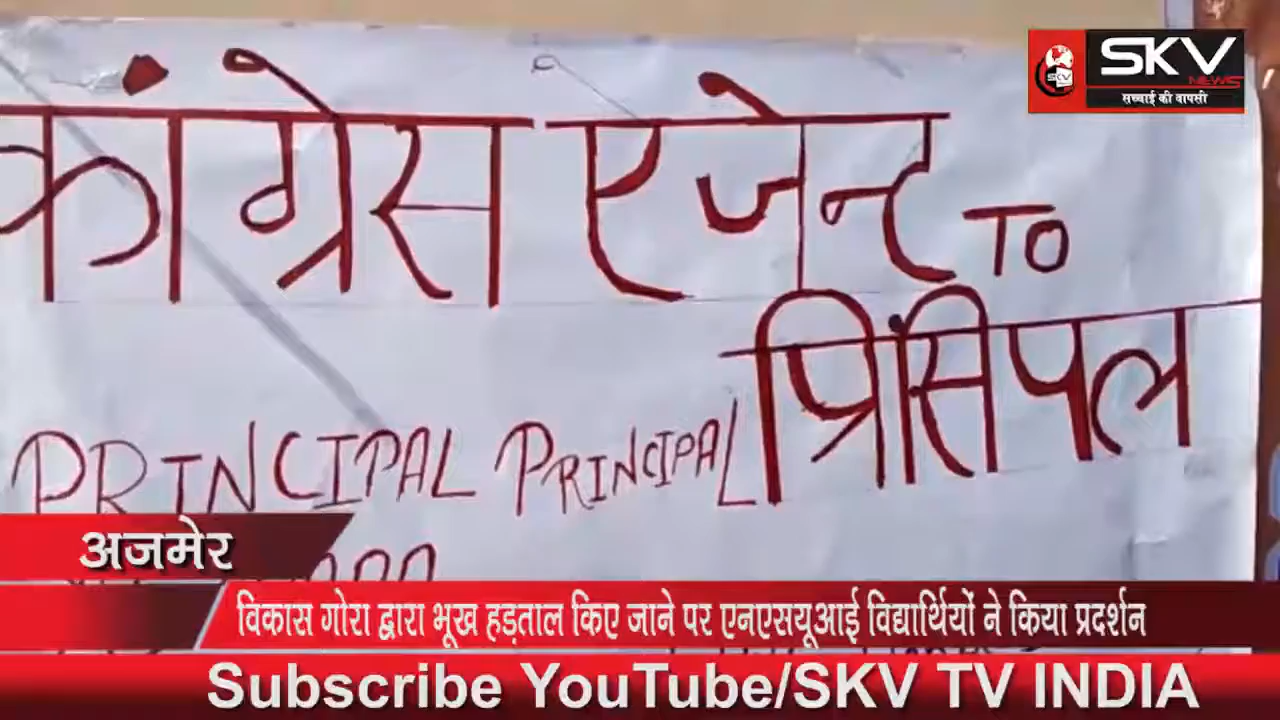 SKV
NEWS
सच्चाई की वापसी
कांग्रेस एजेन्ट TO
प्रिंसिपल
PRINCIPAL PRINCIPAL
अजमेर
विकास गोरा द्वारा भूख हड़ताल किए जाने पर एनएसयूआई विद्यार्थियों ने किया प्रदर्शन
Subscribe YouTube/SKV TV INDIA